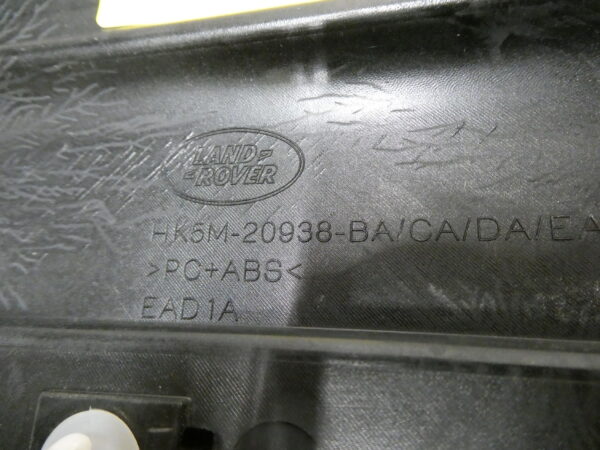 LAND
ROVER
HK5M-20938-BA/CA/DA/EA
>PC+ABS<
EAD1A